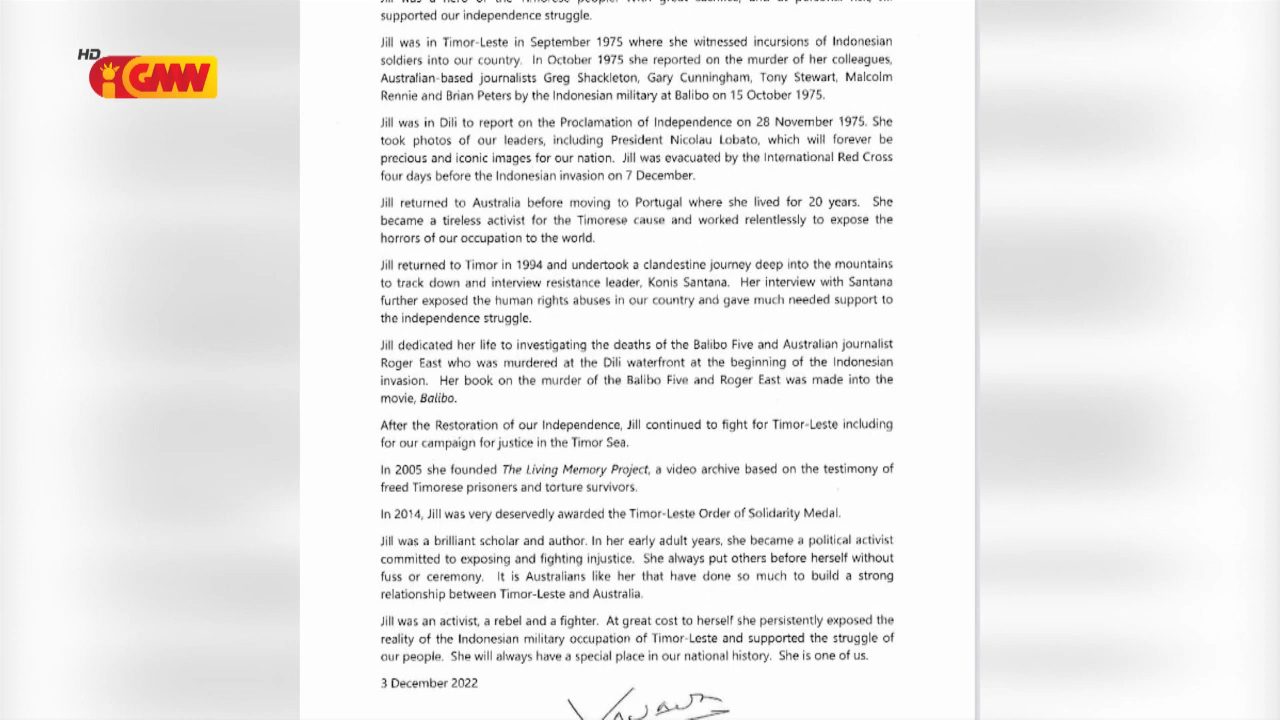 HD
GMW
Jill was a hero of the Timorese people. With great sacrifice, and at personal risk, Jill
supported our independence struggle.
Jill was in Timor-Leste in September 1975 where she witnessed incursions of Indonesian
soldiers into our country. In October 1975 she reported on the murder of her colleagues,
Australian-based journalists Greg Shackleton, Gary Cunningham, Tony Stewart, Malcolm
Rennie and Brian Peters by the Indonesian military at Balibo on 15 October 1975.
Jill was in Dili to report on the Proclamation of Independence on 28 November 1975. She
took photos of our leaders, including President Nicolau Lobato, which will forever be
precious and iconic images for our nation. Jill was evacuated by the International Red Cross
four days before the Indonesian invasion on 7 December.
Jill returned to Australia before moving to Portugal where she lived for 20 years. She
became a tireless activist for the Timorese cause and worked relentlessly to expose the
horrors of our occupation to the world.
Jill returned to Timor in 1994 and undertook a clandestine journey deep into the mountains
to track down and interview resistance leader, Konis Santana. Her interview with Santana
further exposed the human rights abuses in our country and gave much needed support to
the independence struggle.
Jill dedicated her life to investigating the deaths of the Balibo Five and Australian journalist
Roger East who was murdered at the Dili waterfront at the beginning of the Indonesian
invasion. Her book on the murder of the Balibo Five and Roger East was made into the
movie, Balibo.
After the Restoration of our Independence, Jill continued to fight for Timor-Leste including
for our campaign for justice in the Timor Sea.
In 2005 she founded The Living Memory Project, a video archive based on the testimony of
freed Timorese prisoners and torture survivors.
In 2014, Jill was very deservedly awarded the Timor-Leste Order of Solidarity Medal.
Jill was a brilliant scholar and author. In her early adult years, she became a political activist
committed to exposing and fighting injustice. She always put others before herself without
fuss or ceremony. It is Australians like her that have done so much to build a strong
relationship between Timor-Leste and Australia.
Jill was an activist, a rebel and a fighter. At great cost to herself she persistently exposed the
reality of the Indonesian military occupation of Timor-Leste and supported the struggle of
our people. She will always have a special place in our national history. She is one of us.
3 December 2022